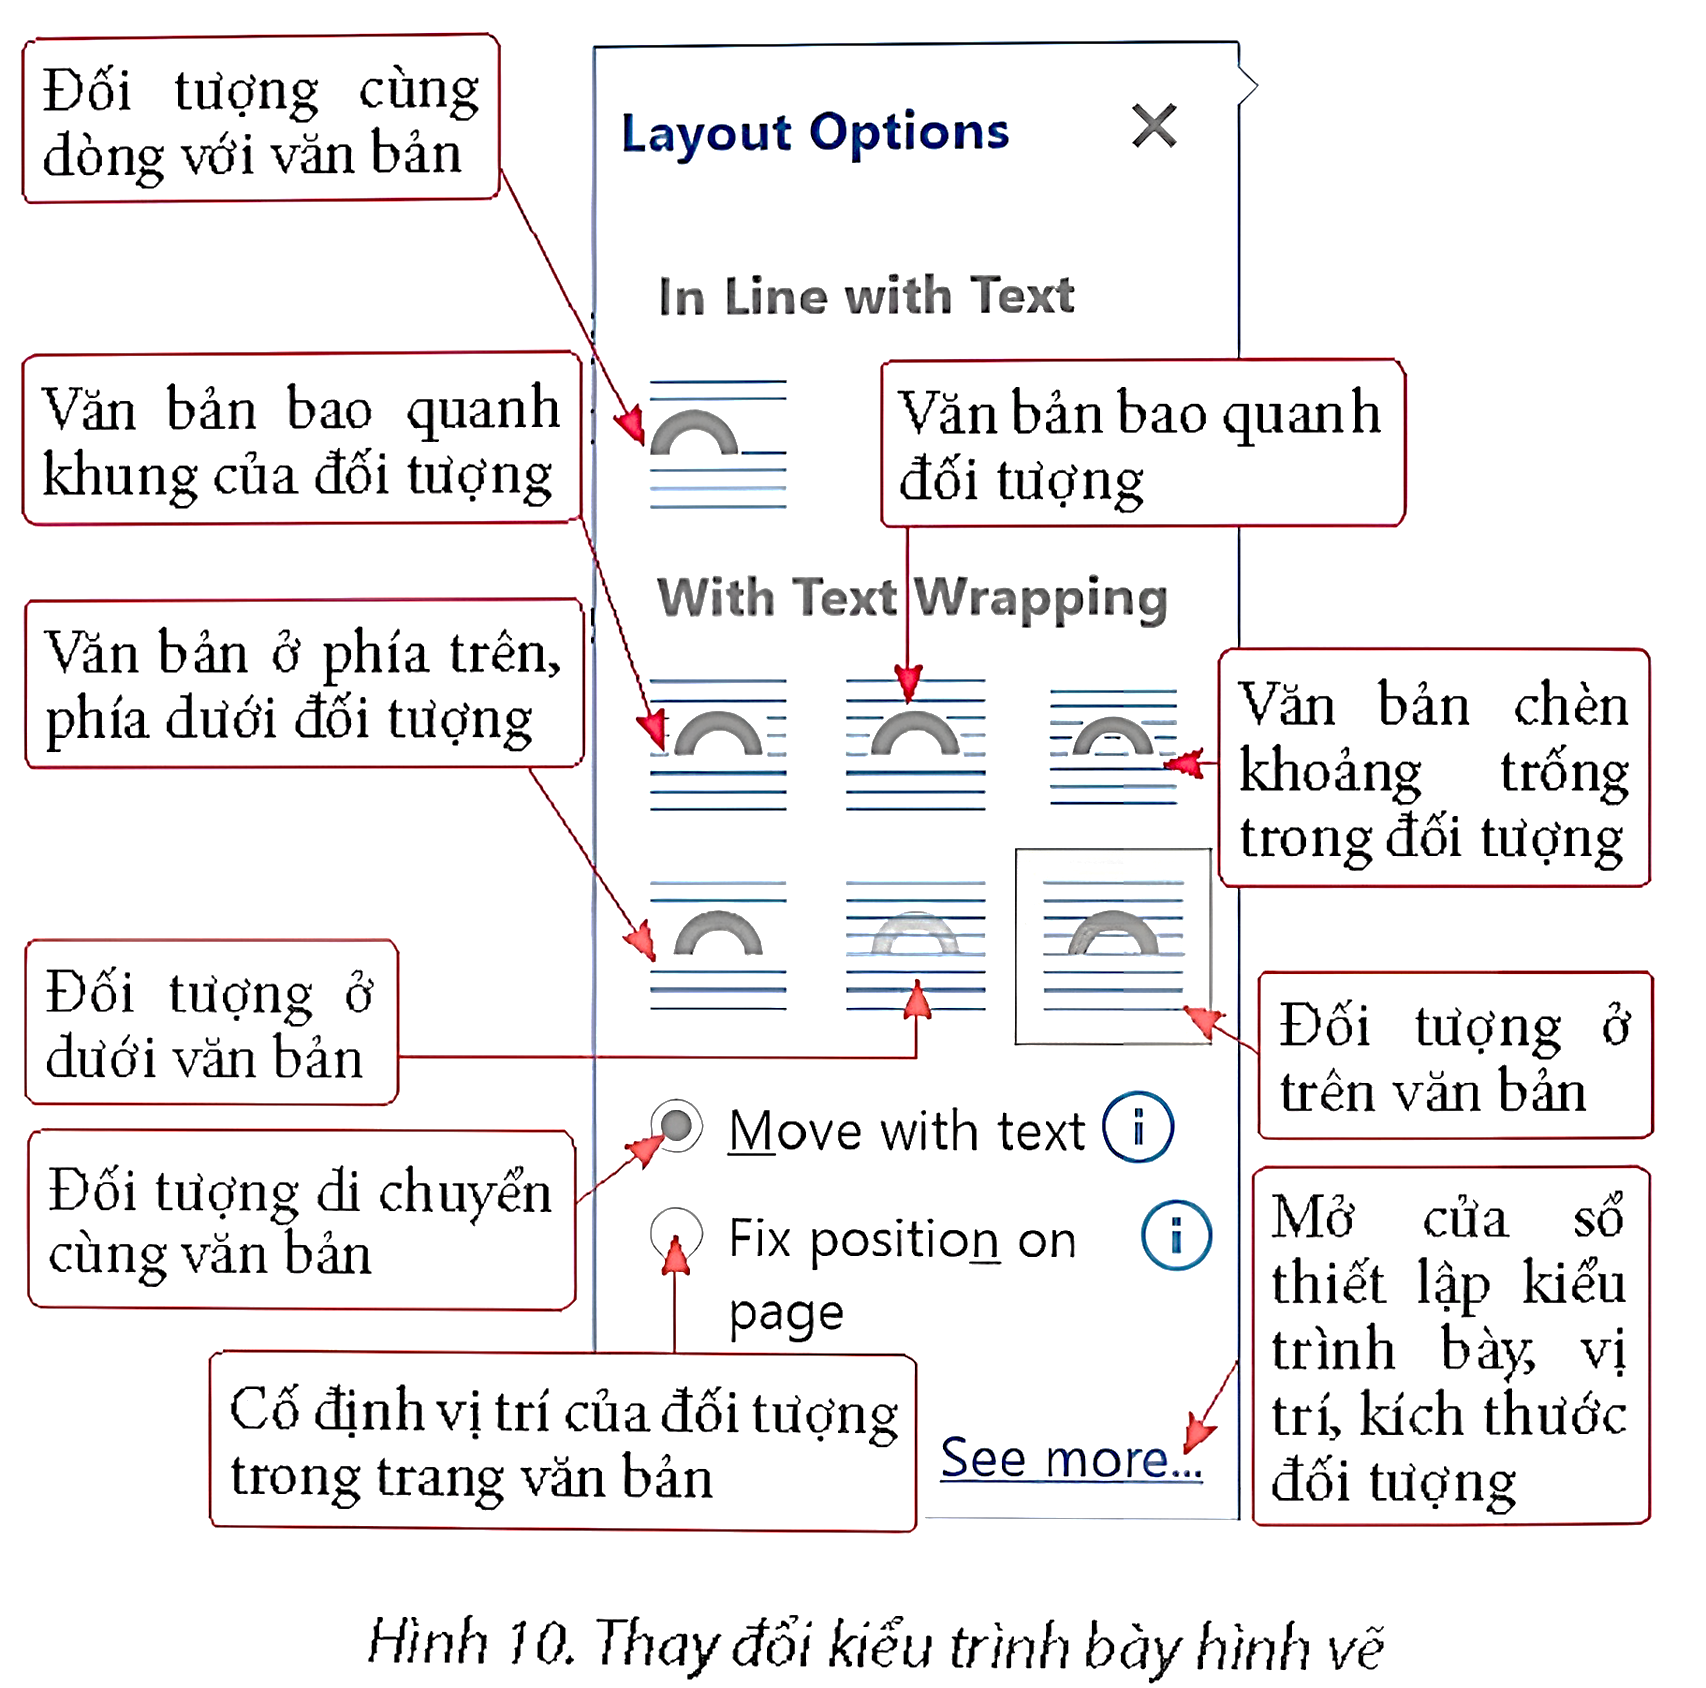 Đối tượng cùng
dòng với văn bản
Layout Options
In Line with Text
Văn bản bao quanh
khung của đối tượng
Văn bản bao quanh
đối tượng
With Text Wrapping
Văn bản ở phía trên,
phía dưới đối tượng
Văn bản chèn
khoảng trống
trong đối tượng
Đối tượng ở
dưới văn bản
Đối tượng ở
trên văn bản
Move with text
i
Đối tượng di chuyển
cùng văn bản
Fix position on
page
i
Mở cửa sổ
thiết lập kiểu
trình bày, vị
trí, kích thước
đối tượng
Cố định vị trí của đối tượng
trong trang văn bản
See more...
Hình 10. Thay đổi kiểu trình bày hình vẽ